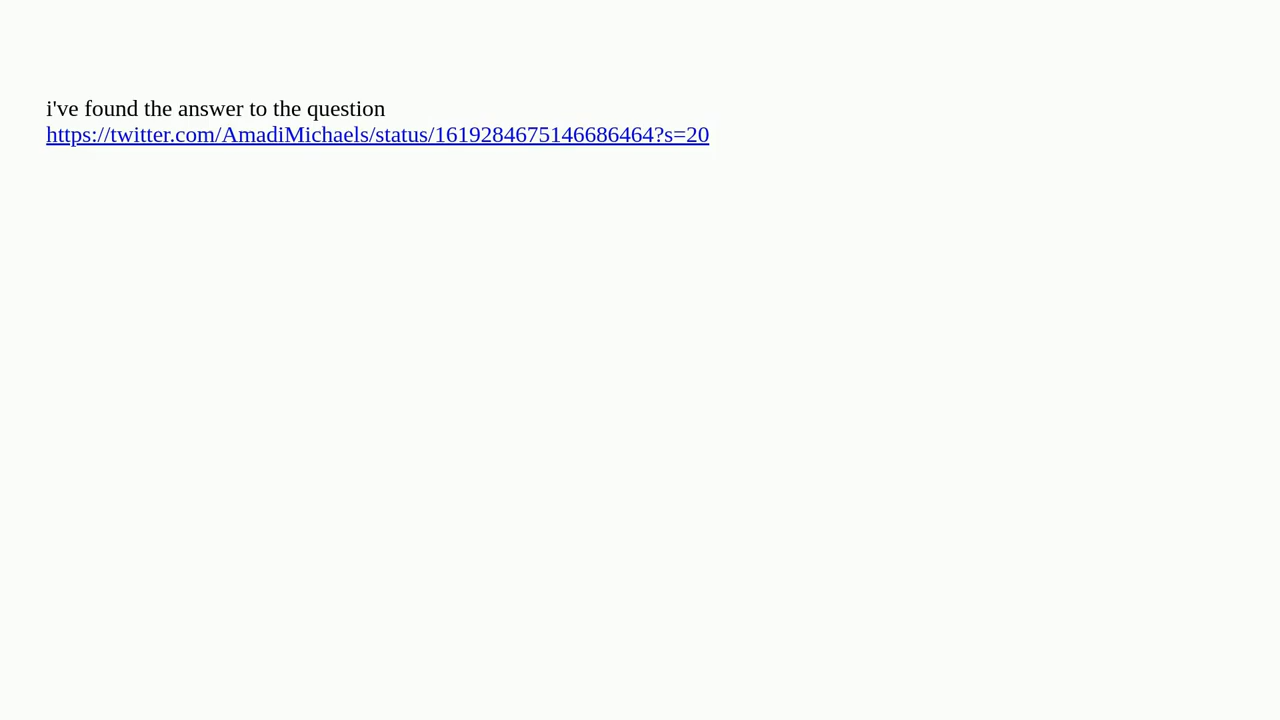 i've found the answer to the question
https://twitter.com/AmadiMichaels/status/1619284675146686464?s=20